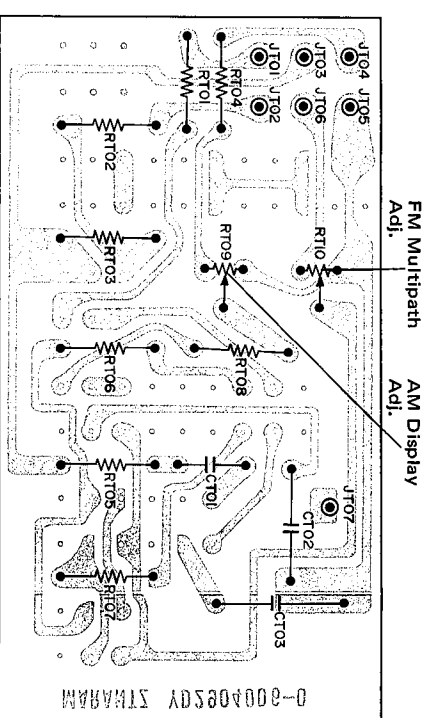 FM Multipath
Adj.
AM Display
Adj.
JT04
JT05
JT03
JT06
JT01
JT02
RT04
RT01
RT10
RT09
RT02
RT03
RT08
RT06
JT07
CT02
CT01
RT05
CT03
RT07
MARANTZ YD2904006-0